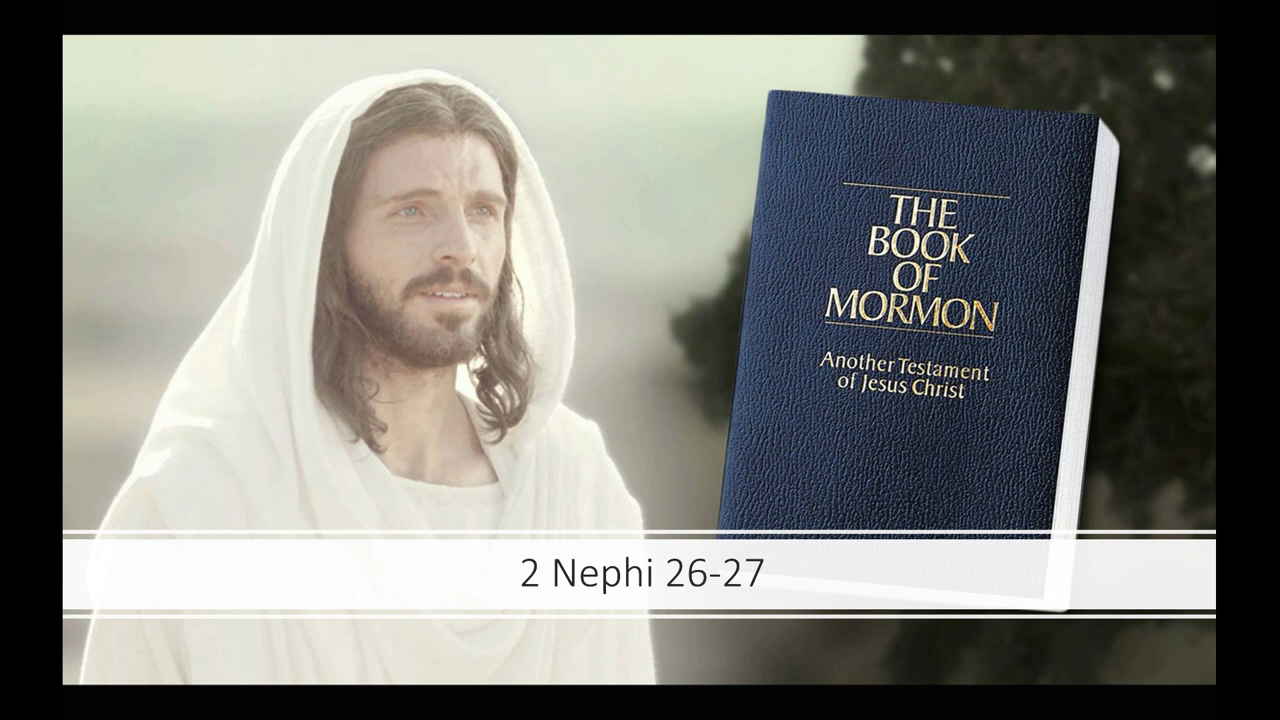 THE
BOOK
OF
MORMON
Another Testament
of Jesus Christ
2 Nephi 26-27